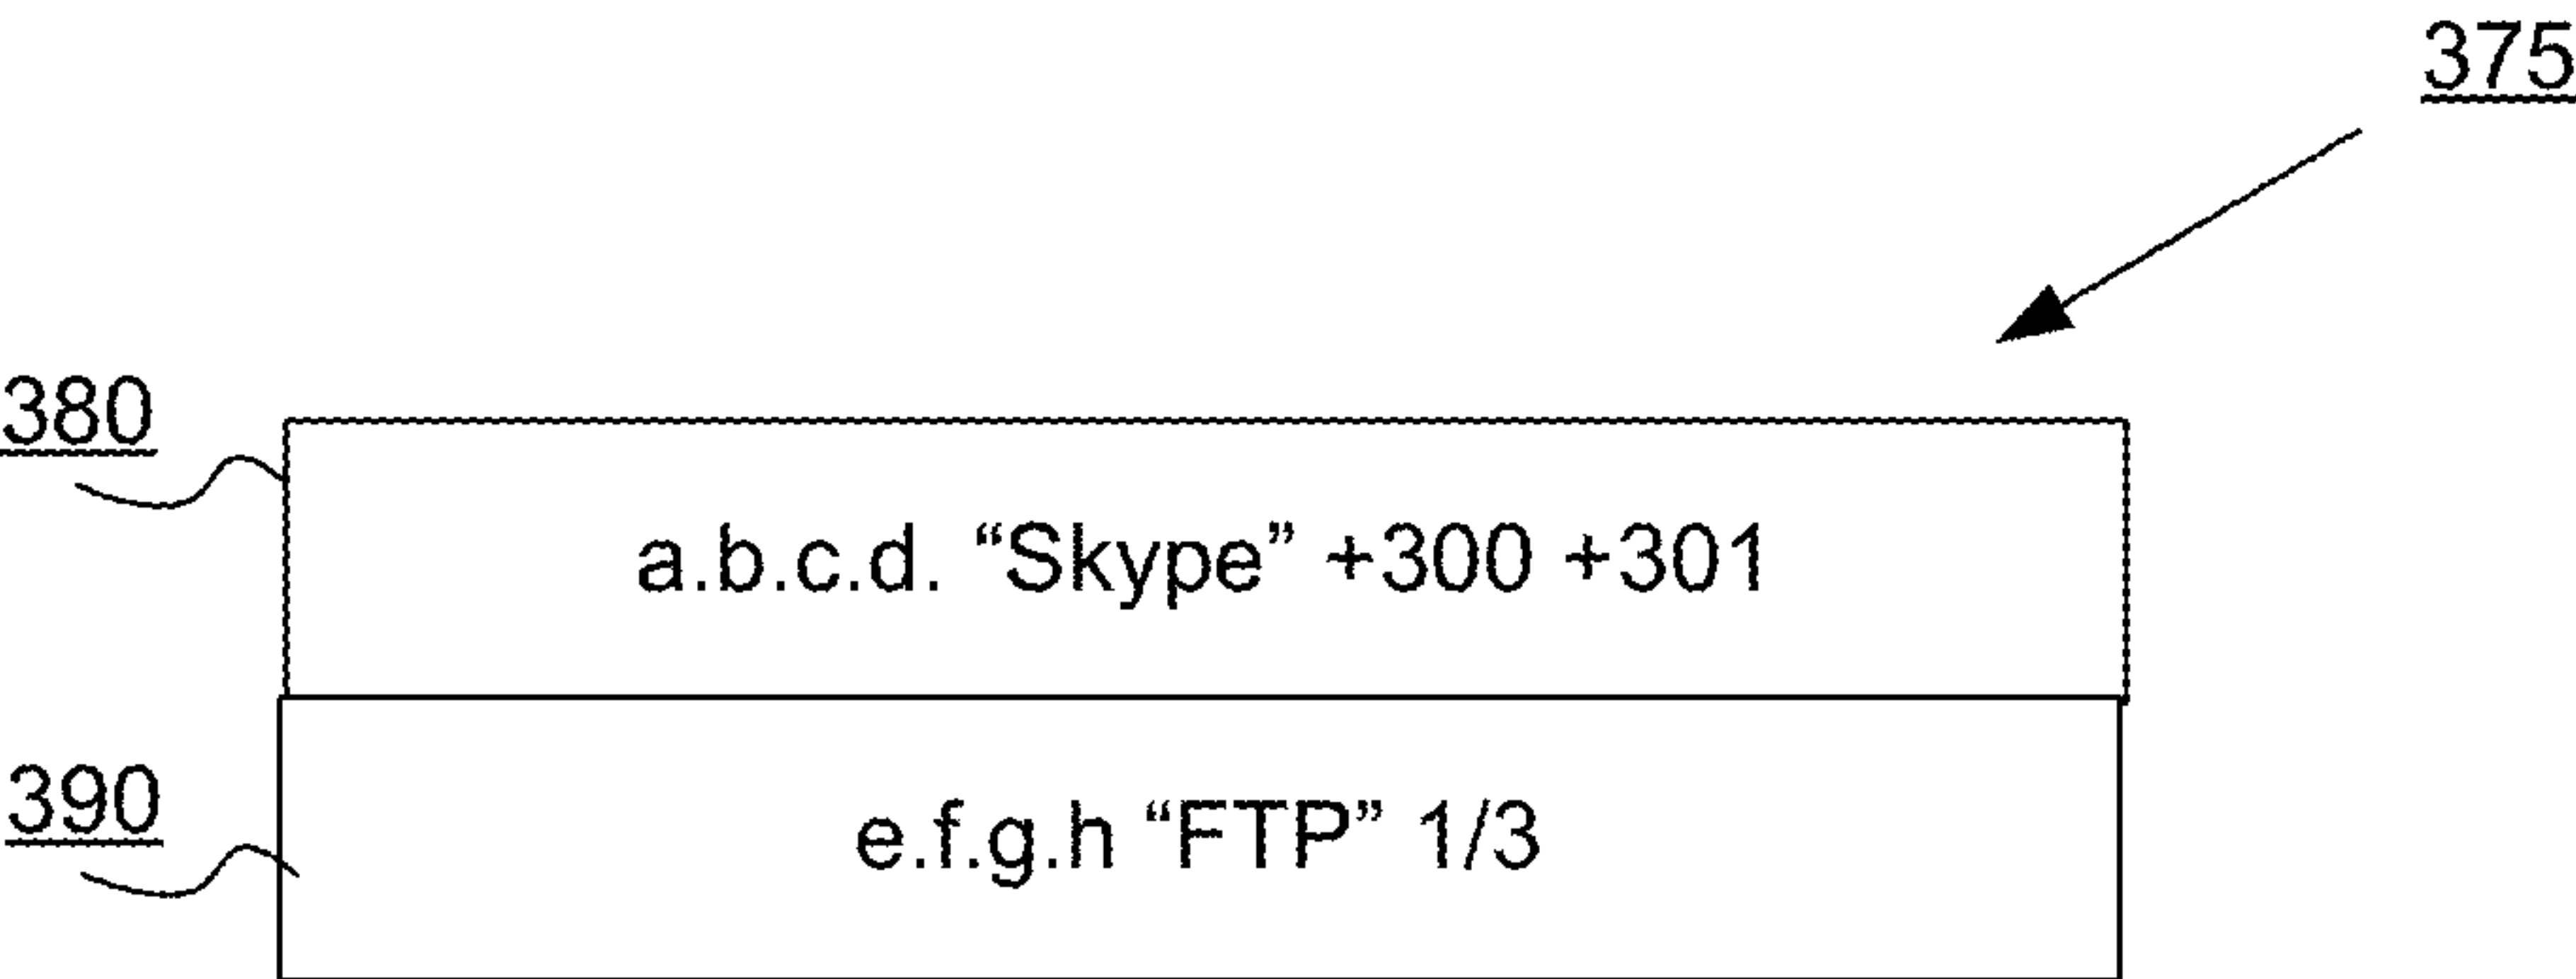 375
380
a.b.c.d. “Skype” +300 +301
390
e.f.g.h “FTP” 1/3